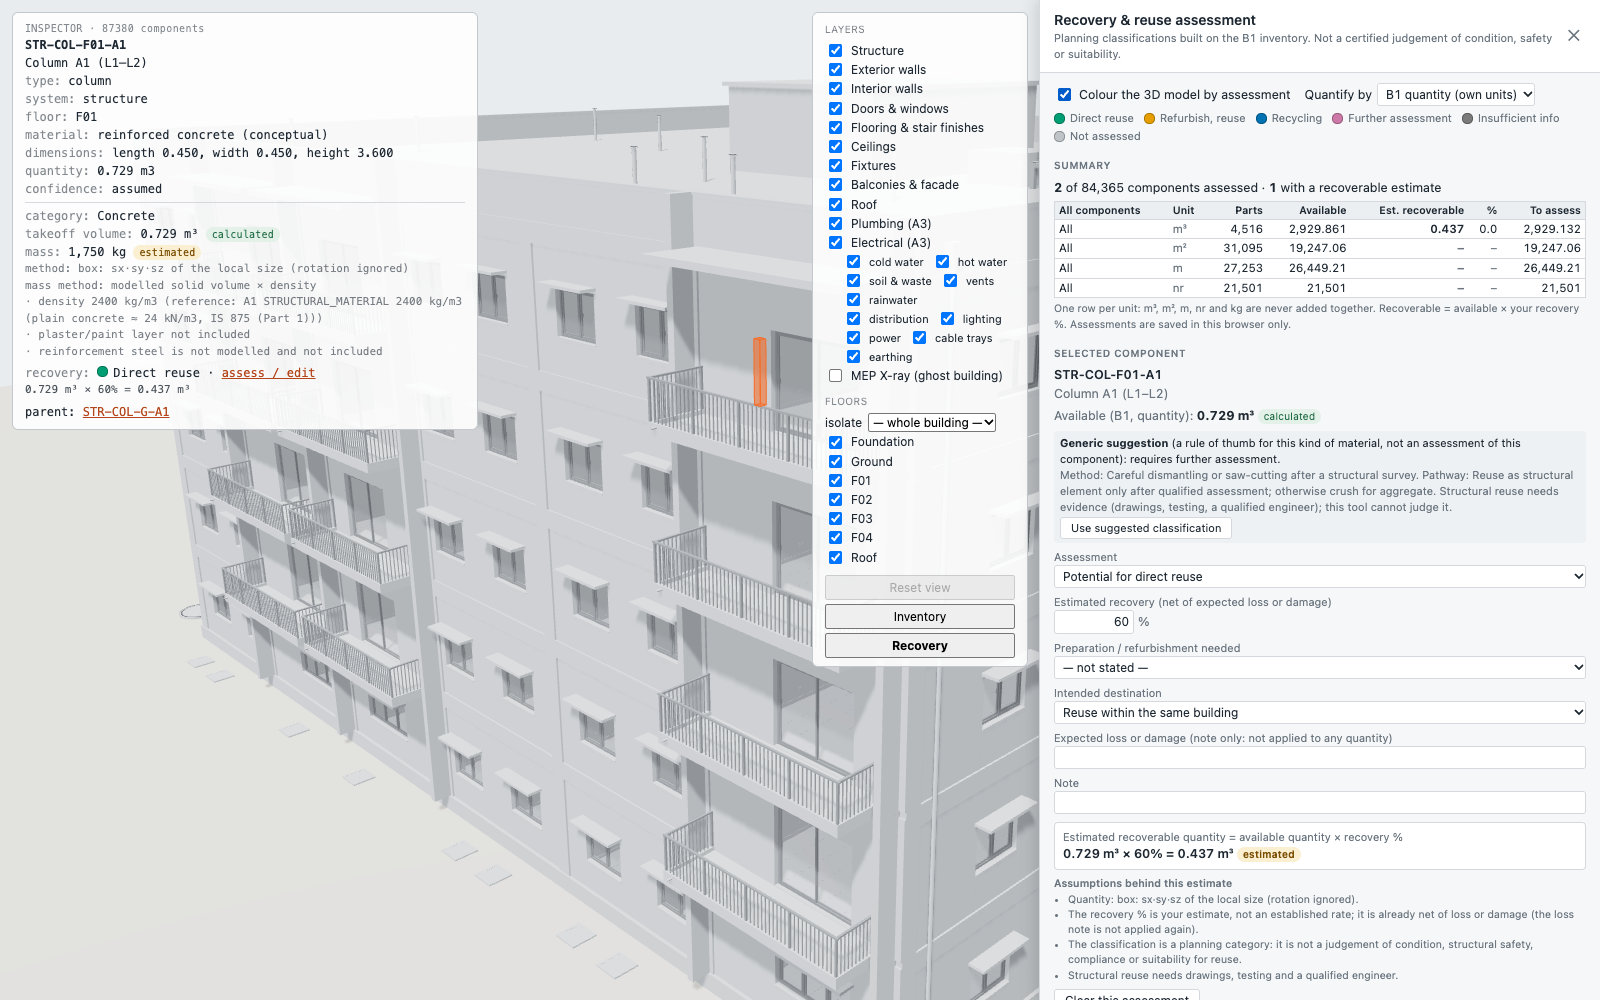 INSPECTOR · 87380 components
STR-COL-F01-A1
Column A1 (L1–L2)
type: column
system: structure
floor: F01
material: reinforced concrete (conceptual)
dimensions: length 0.450, width 0.450, height 3.600
quantity: 0.729 m3
confidence: assumed
category: Concrete
takeoff volume: 0.729 m³ calculated
mass: 1,750 kg estimated
method: box: sx·sy·sz of the local size (rotation ignored)
mass method: modelled solid volume × density
· density 2400 kg/m3 (reference: A1 STRUCTURAL_MATERIAL 2400 kg/m3
(plain concrete ≈ 24 kN/m3, IS 875 (Part 1)))
· plaster/paint layer not included
· reinforcement steel is not modelled and not included
recovery: Direct reuse · assess / edit
0.729 m³ × 60% = 0.437 m³
parent: STR-COL-G-A1
LAYERS
Structure
Exterior walls
Interior walls
Doors & windows
Flooring & stair finishes
Ceilings
Fixtures
Balconies & facade
Roof
Plumbing (A3)
Electrical (A3)
cold water hot water
soil & waste vents
rainwater
distribution lighting
power cable trays
earthing
MEP X-ray (ghost building)
FLOORS
isolate — whole building —
Foundation
Ground
F01
F02
F03
F04
Roof
Reset view
Inventory
Recovery
Recovery & reuse assessment
Planning classifications built on the B1 inventory. Not a certified judgement of condition, safety
or suitability.
Colour the 3D model by assessment Quantify by B1 quantity (own units)
Direct reuse Refurbish, reuse Recycling Further assessment Insufficient info
Not assessed
SUMMARY
2 of 84,365 components assessed · 1 with a recoverable estimate
All components Unit Parts Available Est. recoverable % To assess
All m³ 4,516 2,929.861 0.437 0.0 2,929.132
All m² 31,095 19,247.06 – – 19,247.06
All m 27,253 26,449.21 – – 26,449.21
All nr 21,501 21,501 – – 21,501
One row per unit: m³, m², m, nr and kg are never added together. Recoverable = available × your recovery
%. Assessments are saved in this browser only.
SELECTED COMPONENT
STR-COL-F01-A1
Column A1 (L1–L2)
Available (B1, quantity): 0.729 m³ calculated
Generic suggestion (a rule of thumb for this kind of material, not an assessment of this
component): requires further assessment.
Method: Careful dismantling or saw-cutting after a structural survey. Pathway: Reuse as structural
element only after qualified assessment; otherwise crush for aggregate. Structural reuse needs
evidence (drawings, testing, a qualified engineer); this tool cannot judge it.
Use suggested classification
Assessment
Potential for direct reuse
Estimated recovery (net of expected loss or damage)
60 %
Preparation / refurbishment needed
— not stated —
Intended destination
Reuse within the same building
Expected loss or damage (note only: not applied to any quantity)
Note
Estimated recoverable quantity = available quantity × recovery %
0.729 m³ × 60% = 0.437 m³ estimated
Assumptions behind this estimate
• Quantity: box: sx·sy·sz of the local size (rotation ignored).
• The recovery % is your estimate, not an established rate; it is already net of loss or damage (the loss
note is not applied again).
• The classification is a planning category: it is not a judgement of condition, structural safety,
compliance or suitability for reuse.
• Structural reuse needs drawings, testing and a qualified engineer.
Clear this assessment